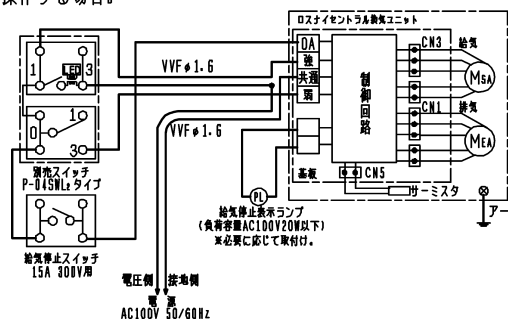 操作する場合。
ロスナイセントラル換気ユニット
OA
強
共通
弱
制御回路
CN3 給気
MSA
CN1 排気
MEA
基板
CN5
サーミスタ
アー
1 LED 3
VVFφ1.6
0 1
3
VVFφ1.6
別売スイッチ
P-04SWL₂タイプ
給気停止スイッチ
15A 300V用
PL
給気停止表示ランプ
(負荷容量AC100V20W以下)
※必要に応じて取付け。
電圧側 接地側
電源
AC100V 50/60Hz